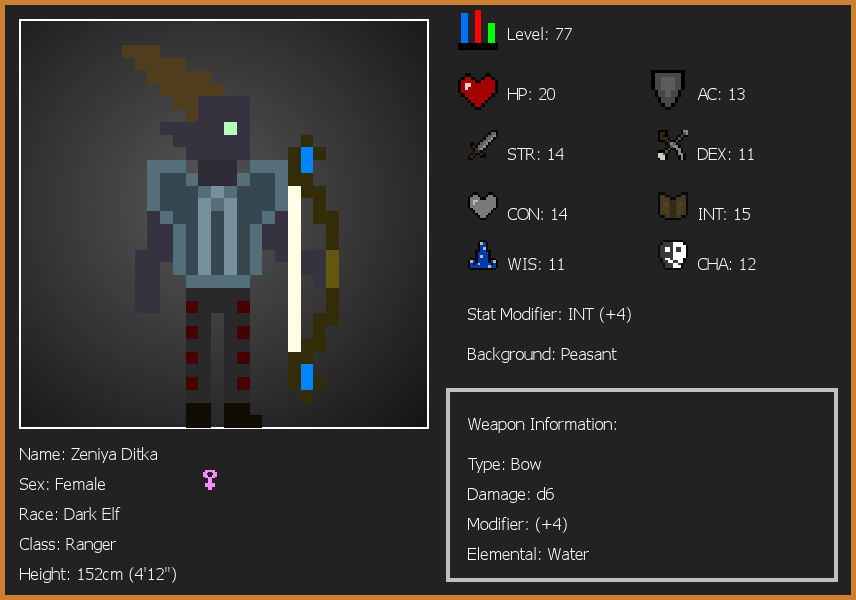 Level: 77
HP: 20
AC: 13
STR: 14
DEX: 11
CON: 14
INT: 15
WIS: 11
CHA: 12
Stat Modifier: INT (+4)
Background: Peasant
Weapon Information:
Type: Bow
Damage: d6
Modifier: (+4)
Elemental: Water
Name: Zeniya Ditka
Sex: Female
Race: Dark Elf
Class: Ranger
Height: 152cm (4'12")